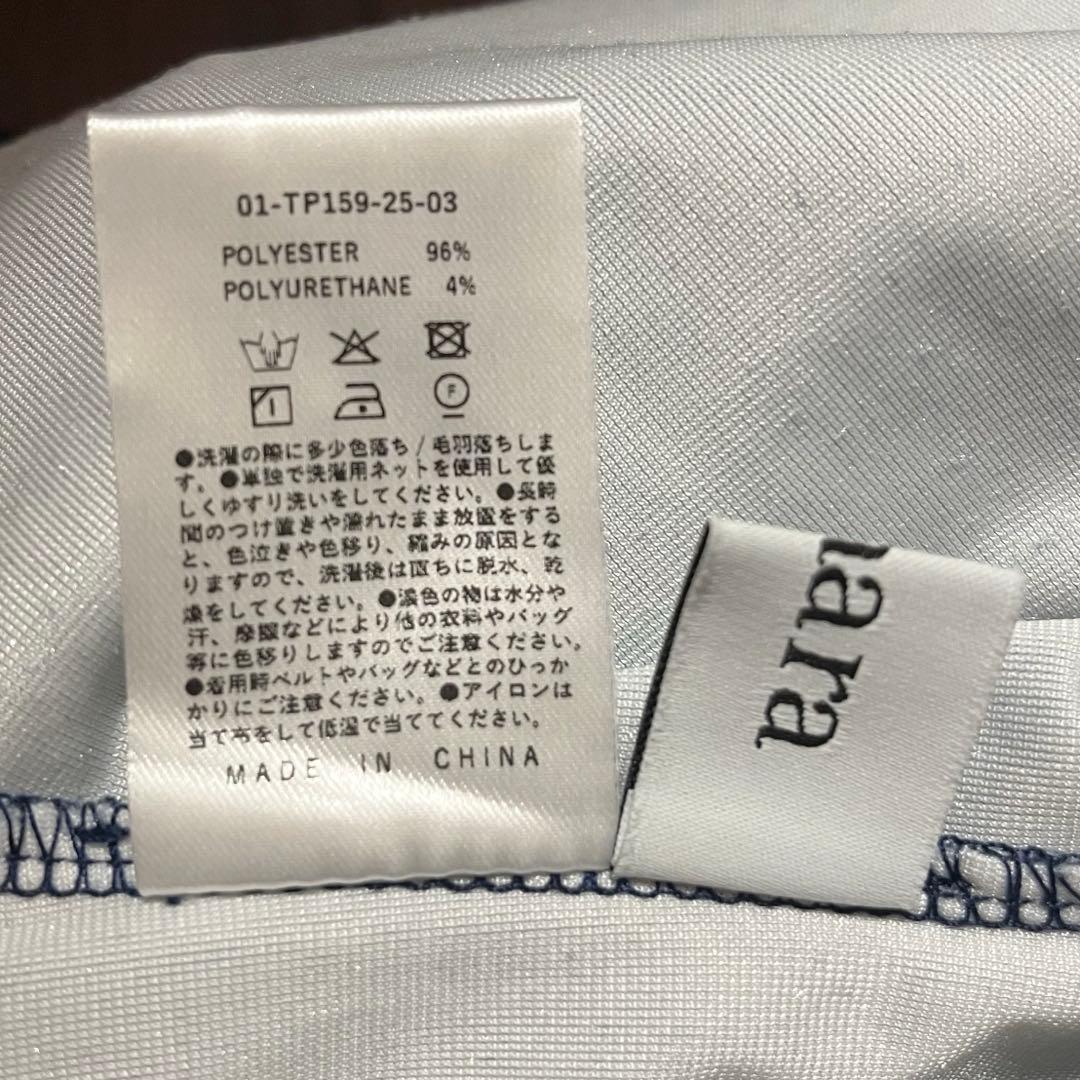 01-TP159-25-03
POLYESTER 96%
POLYURETHANE 4%
F
●洗濯の際に多少色落ち / 毛羽落ちしま
す。●単独で洗濯用ネットを使用して優
しくゆすり洗いをしてください。●長時
間のつけ置きや濡れたまま放置をする
と、色泣きや色移り、縮みの原因とな
りますので、洗濯後は直ちに脱水、乾
燥をしてください。●濃色の物は水分や
汗、摩擦などにより他の衣料やバッグ
等に色移りしますのでご注意ください。
●着用時ベルトやバッグなどとのひっか
かりにご注意ください。●アイロンは
当て布をして低温で当ててください。
MADE IN CHINA
ara